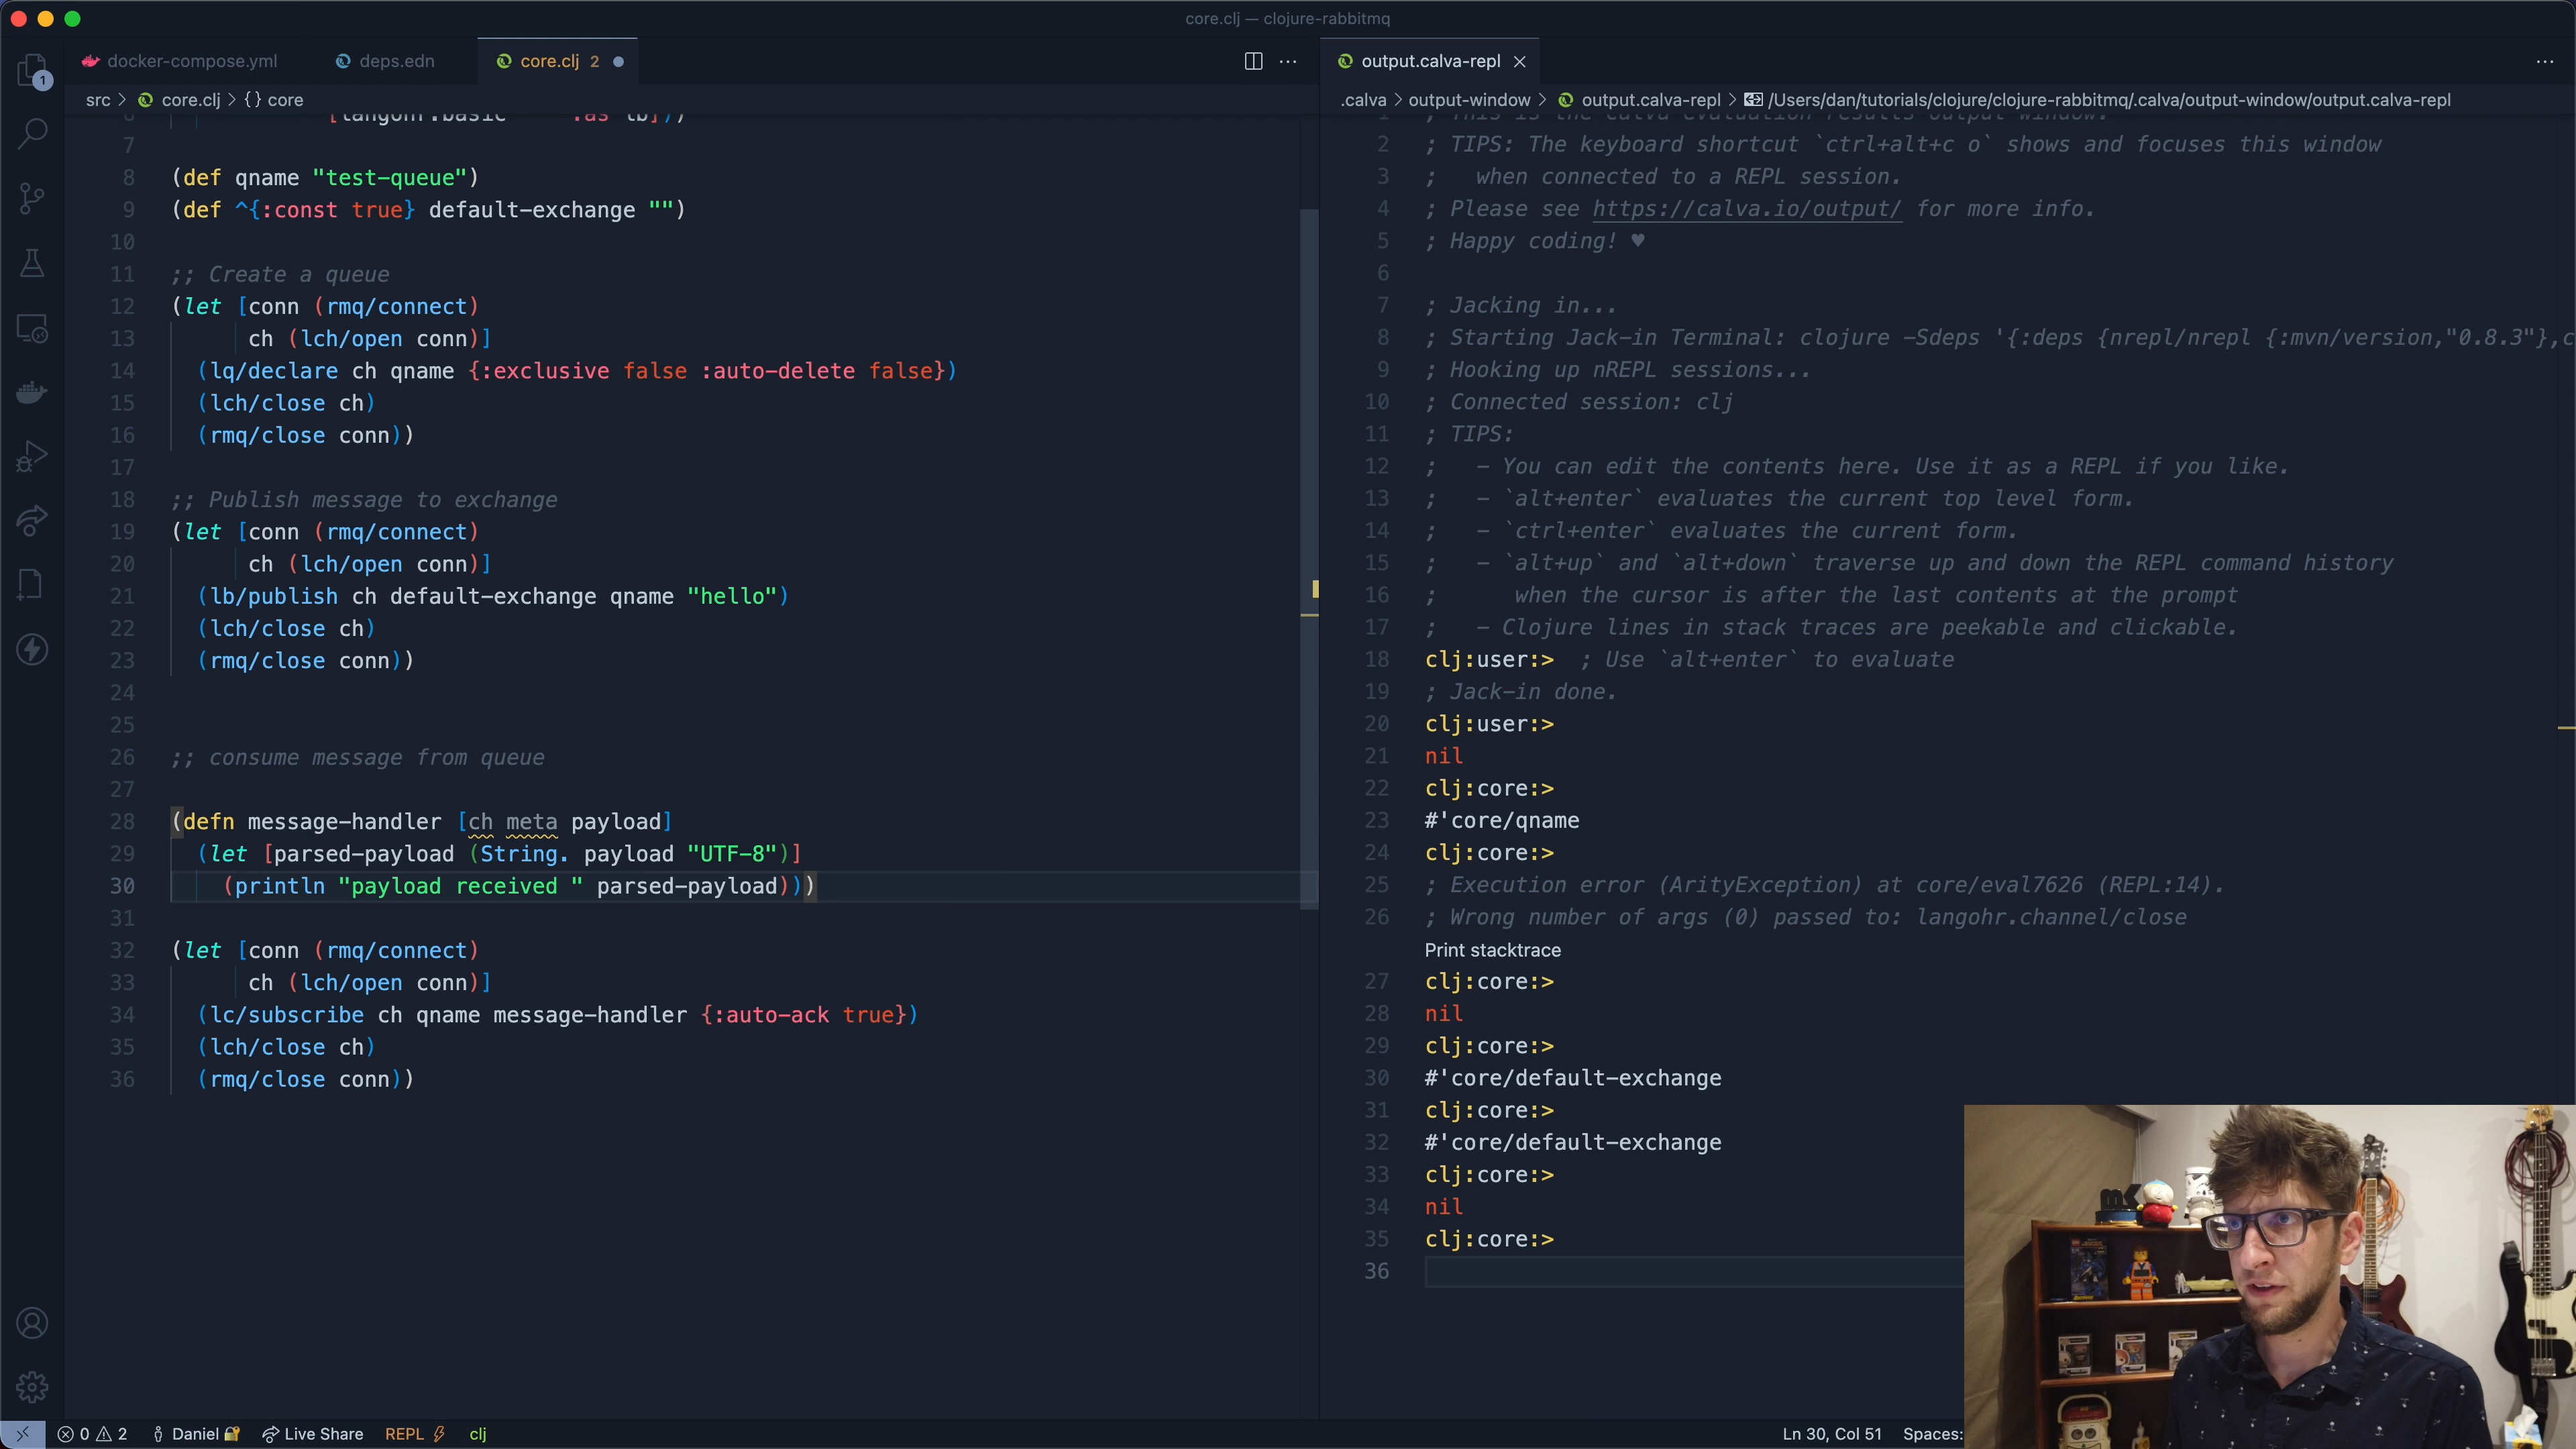 core.clj — clojure-rabbitmq
docker-compose.yml
deps.edn
core.clj 2
output.calva-repl
1
src > core.clj > {} core
.calva > output-window > output.calva-repl > /Users/dan/tutorials/clojure/clojure-rabbitmq/.calva/output-window/output.calva-repl
6 [langohr.basic :as lb]))
7
8 (def qname "test-queue")
9 (def ^{:const true} default-exchange "")
10
11 ;; Create a queue
12 (let [conn (rmq/connect)
13 ch (lch/open conn)]
14 (lq/declare ch qname {:exclusive false :auto-delete false})
15 (lch/close ch)
16 (rmq/close conn))
17
18 ;; Publish message to exchange
19 (let [conn (rmq/connect)
20 ch (lch/open conn)]
21 (lb/publish ch default-exchange qname "hello")
22 (lch/close ch)
23 (rmq/close conn))
24
25
26 ;; consume message from queue
27
28 (defn message-handler [ch meta payload]
29 (let [parsed-payload (String. payload "UTF-8")]
30 (println "payload received " parsed-payload)))
31
32 (let [conn (rmq/connect)
33 ch (lch/open conn)]
34 (lc/subscribe ch qname message-handler {:auto-ack true})
35 (lch/close ch)
36 (rmq/close conn))
1 ; This is the Calva evaluation results output window.
2 ; TIPS: The keyboard shortcut `ctrl+alt+c o` shows and focuses this window
3 ; when connected to a REPL session.
4 ; Please see https://calva.io/output/ for more info.
5 ; Happy coding! ♥
6
7 ; Jacking in...
8 ; Starting Jack-in Terminal: clojure -Sdeps '{:deps {nrepl/nrepl {:mvn/version,"0.8.3"},c
9 ; Hooking up nREPL sessions...
10 ; Connected session: clj
11 ; TIPS:
12 ; - You can edit the contents here. Use it as a REPL if you like.
13 ; - `alt+enter` evaluates the current top level form.
14 ; - `ctrl+enter` evaluates the current form.
15 ; - `alt+up` and `alt+down` traverse up and down the REPL command history
16 ; when the cursor is after the last contents at the prompt
17 ; - Clojure lines in stack traces are peekable and clickable.
18 clj:user:> ; Use `alt+enter` to evaluate
19 ; Jack-in done.
20 clj:user:>
21 nil
22 clj:core:>
23 #'core/qname
24 clj:core:>
25 ; Execution error (ArityException) at core/eval7626 (REPL:14).
26 ; Wrong number of args (0) passed to: langohr.channel/close
Print stacktrace
27 clj:core:>
28 nil
29 clj:core:>
30 #'core/default-exchange
31 clj:core:>
32 #'core/default-exchange
33 clj:core:>
34 nil
35 clj:core:>
36
0 2 Daniel Live Share REPL clj
Ln 30, Col 51 Spaces: